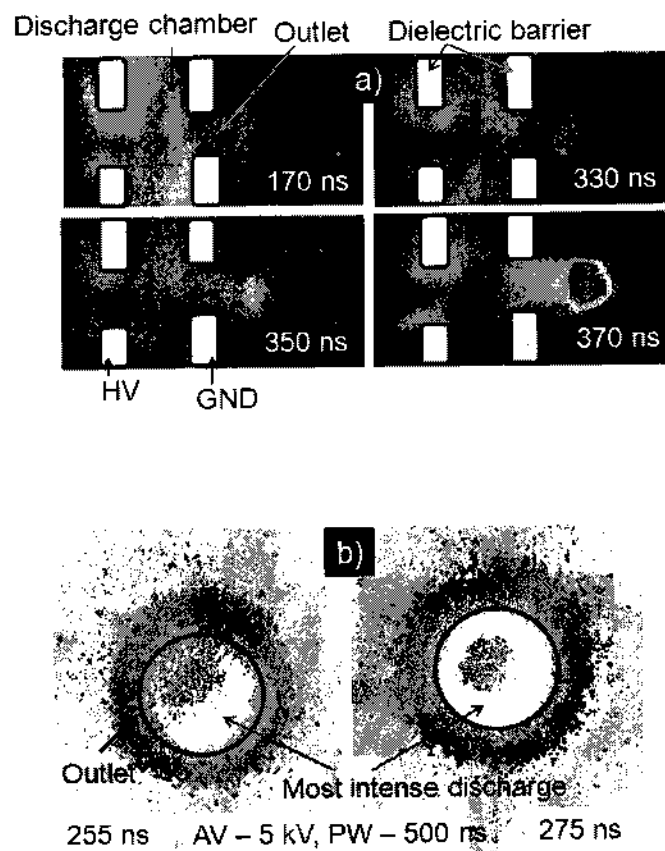 Discharge chamber
Outlet
Dielectric barrier
a)
170 ns
330 ns
350 ns
370 ns
HV
GND
b)
Outlet
Most intense discharge
255 ns
AV – 5 kV, PW – 500 ns
275 ns